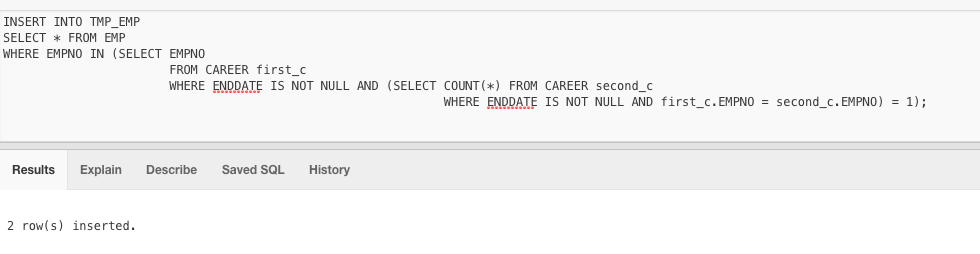 INSERT INTO TMP_EMP
SELECT * FROM EMP
WHERE EMPNO IN (SELECT EMPNO
FROM CAREER first_c
WHERE ENDDATE IS NOT NULL AND (SELECT COUNT(*) FROM CAREER second_c
WHERE ENDDATE IS NOT NULL AND first_c.EMPNO = second_c.EMPNO) = 1);
Results Explain Describe Saved SQL History
2 row(s) inserted.